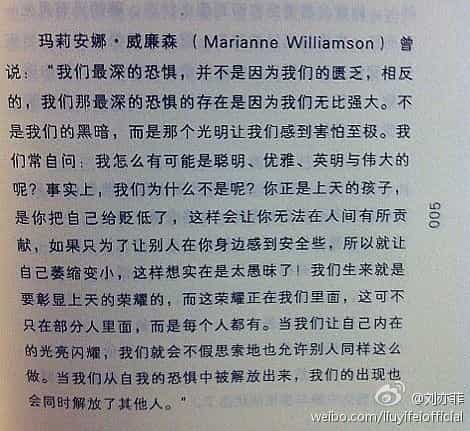 玛莉安娜·威廉森（Marianne Williamson）曾
说：“我们最深的恐惧，并不是因为我们的匮乏，相反
的，我们那最深的恐惧的存在是因为我们无比强大。不
是我们的黑暗，而是那个光明让我们感到害怕至极。我
们常自问：我怎么有可能是聪明、优雅、英明与伟大的
呢？事实上，我们为什么不是呢？你正是上天的孩子，
是你把自己给贬低了，这样会让你无法在人间有所贡
献，如果只为了让别人在你身边感到安全些，所以就让
自己萎缩变小，这样想实在是太愚昧了！我们生来就是
要彰显上天的荣耀的，而这荣耀正在我们里面，这可不
只在部分人里面，而是每个人都有。当我们让自己内在
的光亮闪耀，我们就会不假思索地也允许别人同样这么
做。当我们从自我的恐惧中被解放出来，我们的出现也
会同时解放了其他人。”
005
@刘亦菲
weibo.com/liuyifeiofficial